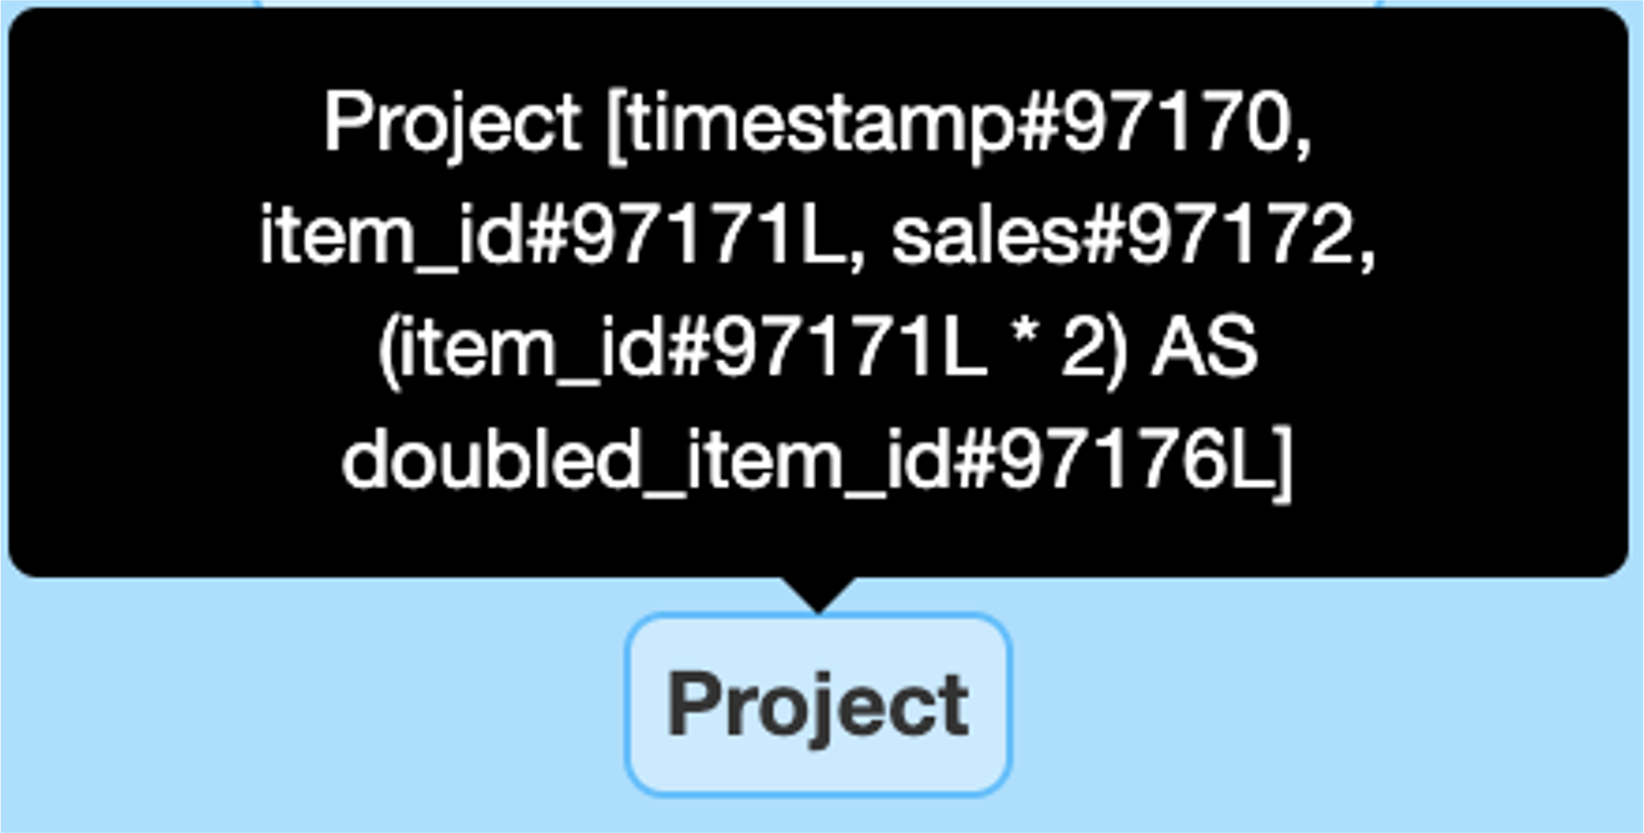 Project [timestamp#97170,
item_id#97171L, sales#97172,
(item_id#97171L * 2) AS
doubled_item_id#97176L]
Project